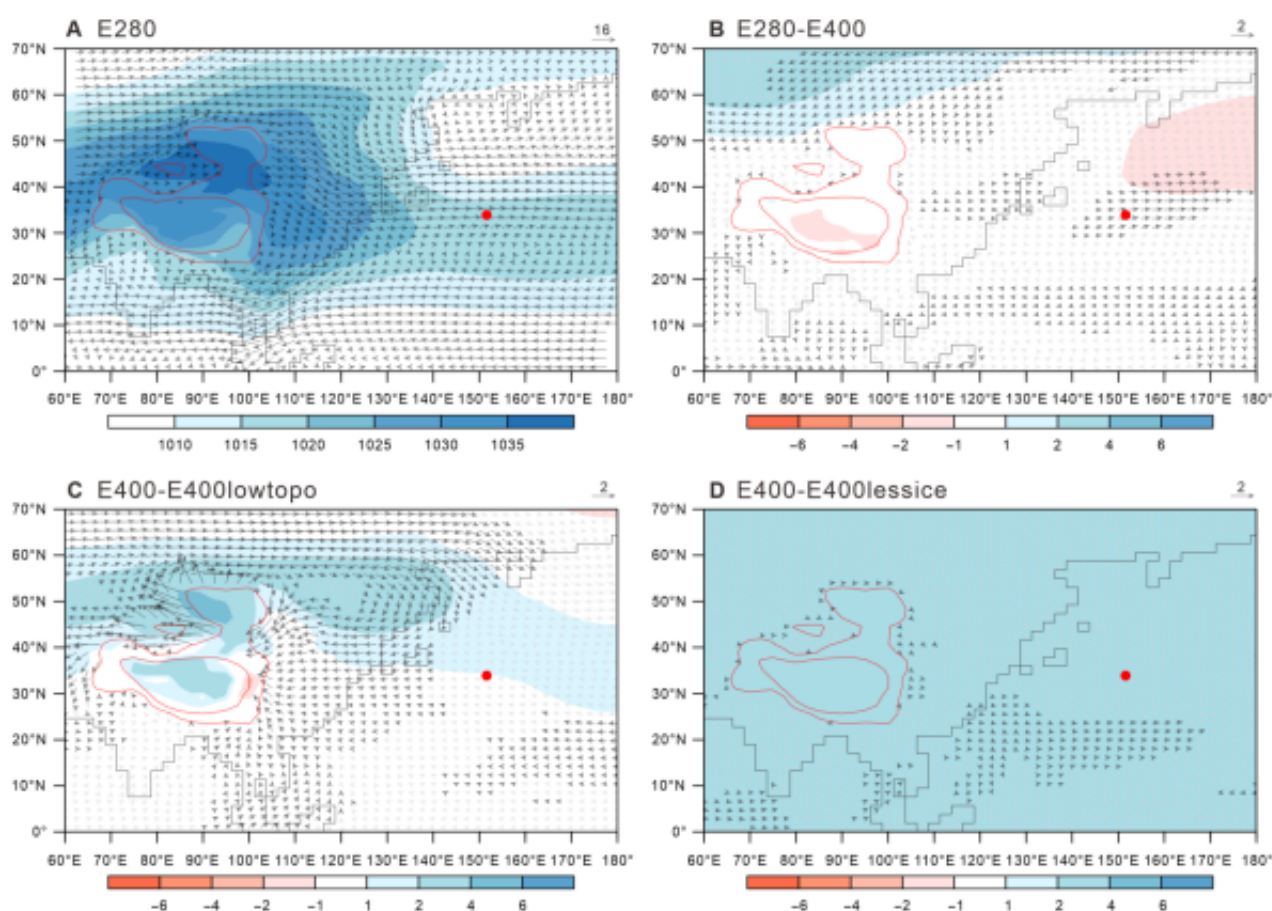 A E280
16
70°N
60°N
50°N
40°N
30°N
20°N
10°N
0°
60°E 70°E 80°E 90°E 100°E 110°E 120°E 130°E 140°E 150°E 160°E 170°E 180°
1010 1015 1020 1025 1030 1035
B E280-E400
2
70°N
60°N
50°N
40°N
30°N
20°N
10°N
0°
60°E 70°E 80°E 90°E 100°E 110°E 120°E 130°E 140°E 150°E 160°E 170°E 180°
-6 -4 -2 -1 1 2 4 6
C E400-E400lowtopo
2
70°N
60°N
50°N
40°N
30°N
20°N
10°N
0°
60°E 70°E 80°E 90°E 100°E 110°E 120°E 130°E 140°E 150°E 160°E 170°E 180°
-6 -4 -2 -1 1 2 4 6
D E400-E400lessice
2
70°N
60°N
50°N
40°N
30°N
20°N
10°N
0°
60°E 70°E 80°E 90°E 100°E 110°E 120°E 130°E 140°E 150°E 160°E 170°E 180°
-6 -4 -2 -1 1 2 4 6